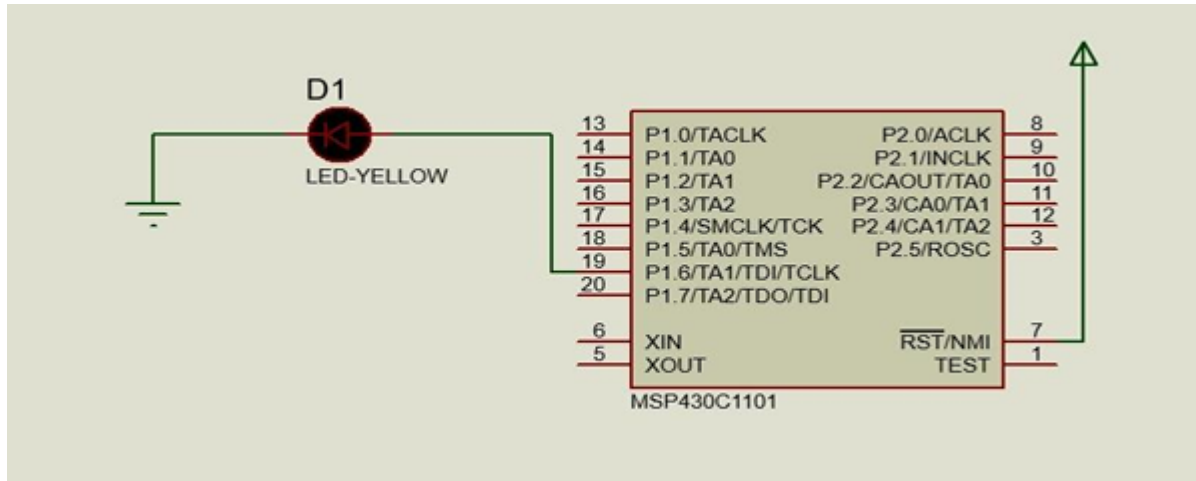 D1
LED-YELLOW
13 P1.0/TACLK P2.0/ACLK 8
14 P1.1/TA0 P2.1/INCLK 9
15 P1.2/TA1 P2.2/CAOUT/TA0 10
16 P1.3/TA2 P2.3/CA0/TA1 11
17 P1.4/SMCLK/TCK P2.4/CA1/TA2 12
18 P1.5/TA0/TMS P2.5/ROSC 3
19 P1.6/TA1/TDI/TCLK
20 P1.7/TA2/TDO/TDI
6 XIN RST/NMI 7
5 XOUT TEST 1
MSP430C1101